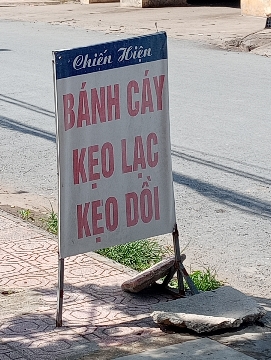 Chiến Hiện
BÁNH CÁY
KẸO LẠC
KẸO DỒI